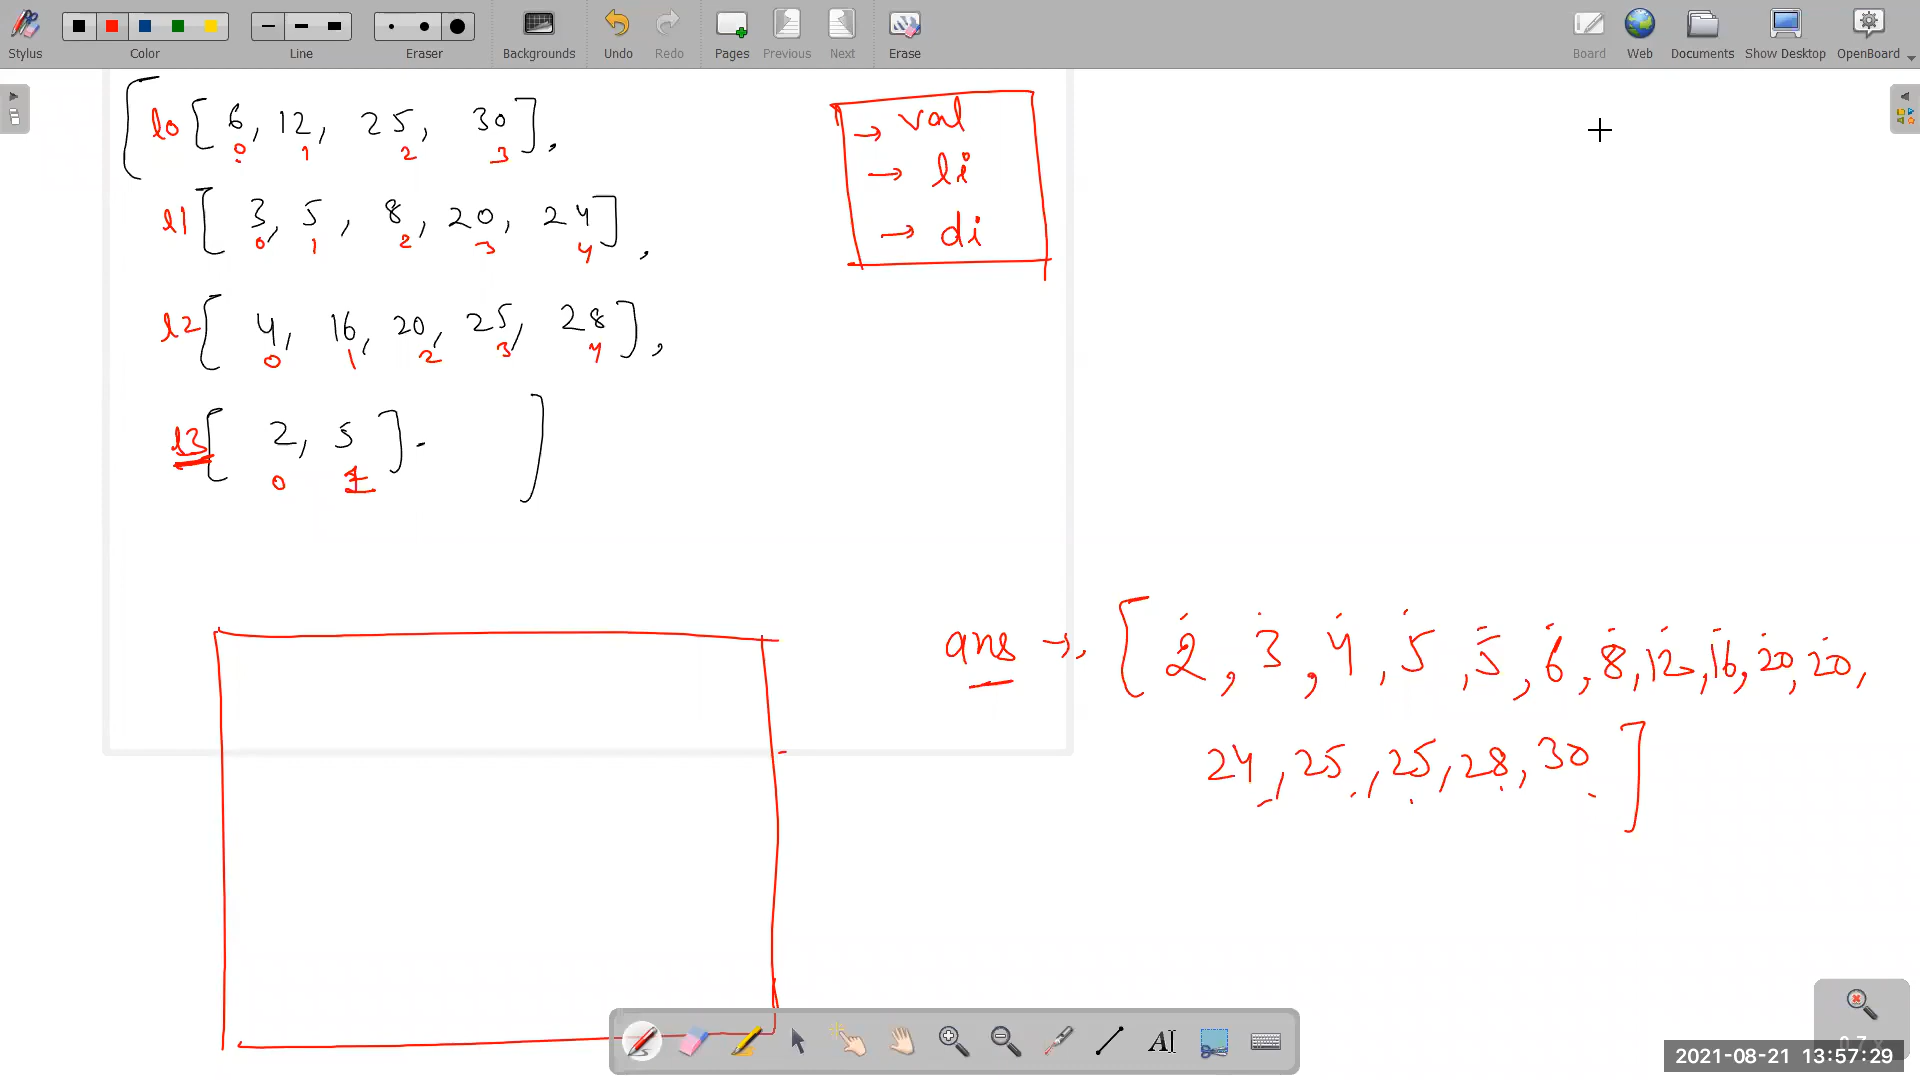 Stylus Color Line Eraser Backgrounds Undo Redo Pages Previous Next Erase Board Web Documents Show Desktop OpenBoard
[ l0 [ 6, 12, 25, 30 ],
0 1 2 3
l1 [ 3, 5, 8, 20, 24 ],
0 1 2 3 4
l2 [ 4, 16, 20, 25, 28 ],
0 1 2 3 4
l3 [ 2, 5 ]. ]
0 1
→ val
→ li
→ di
ans →, [ 2, 3, 4, 5, 5, 6, 8, 12, 16, 20, 20,
24, 25, 25, 28, 30 ]
AI
2021-08-21 13:57:29